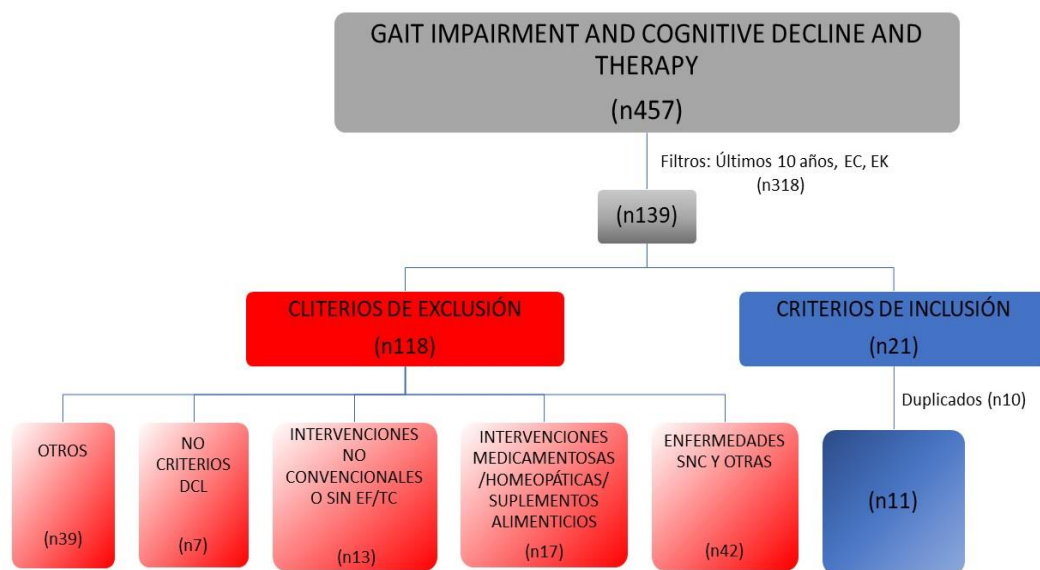 GAIT IMPAIRMENT AND COGNITIVE DECLINE AND
THERAPY
(n457)
Filtros: Últimos 10 años, EC, EK
(n318)
(n139)
CLITERIOS DE EXCLUSIÓN
(n118)
CRITERIOS DE INCLUSIÓN
(n21)
Duplicados (n10)
OTROS
(n39)
NO
CRITERIOS
DCL
(n7)
INTERVENCIONES
NO
CONVENCIONALES
O SIN EF/TC
(n13)
INTERVENCIONES
MEDICAMENTOSAS
/HOMEOPÁTICAS/
SUPLEMENTOS
ALIMENTICIOS
(n17)
ENFERMEDADES
SNC Y OTRAS
(n42)
(n11)